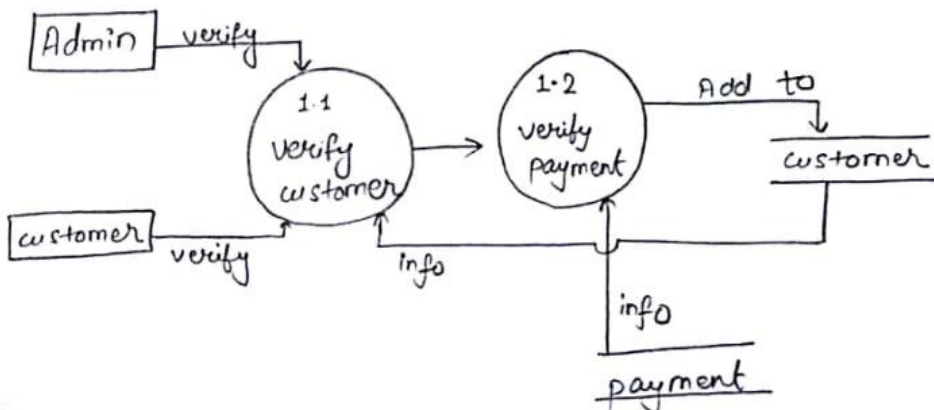 Admin
verify
1.1
verify
customer
1.2
verify
payment
Add to
customer
customer
verify
info
info
payment